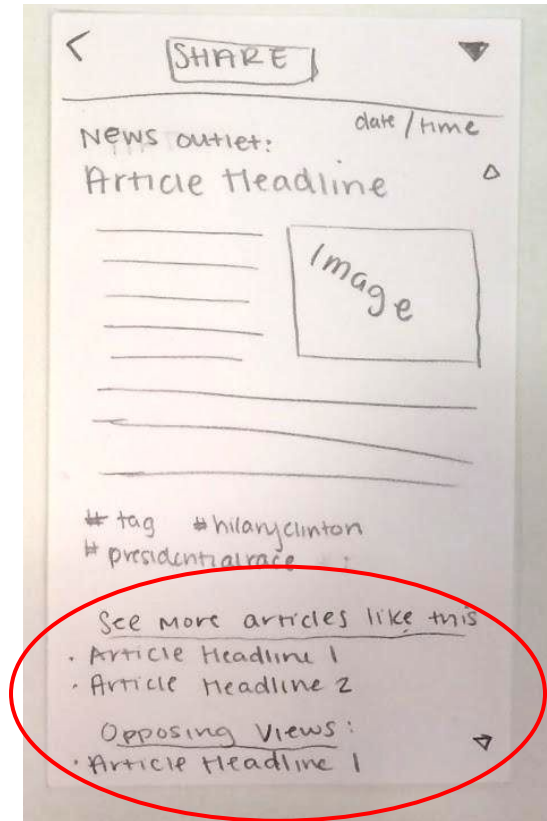 SHARE
date / time
News outlet:
Article Headline
Image
# tag #hilaryclinton
# presidentialrace
See more articles like this
· Article Headline 1
· Article Headline 2
Opposing Views:
· Article Headline 1